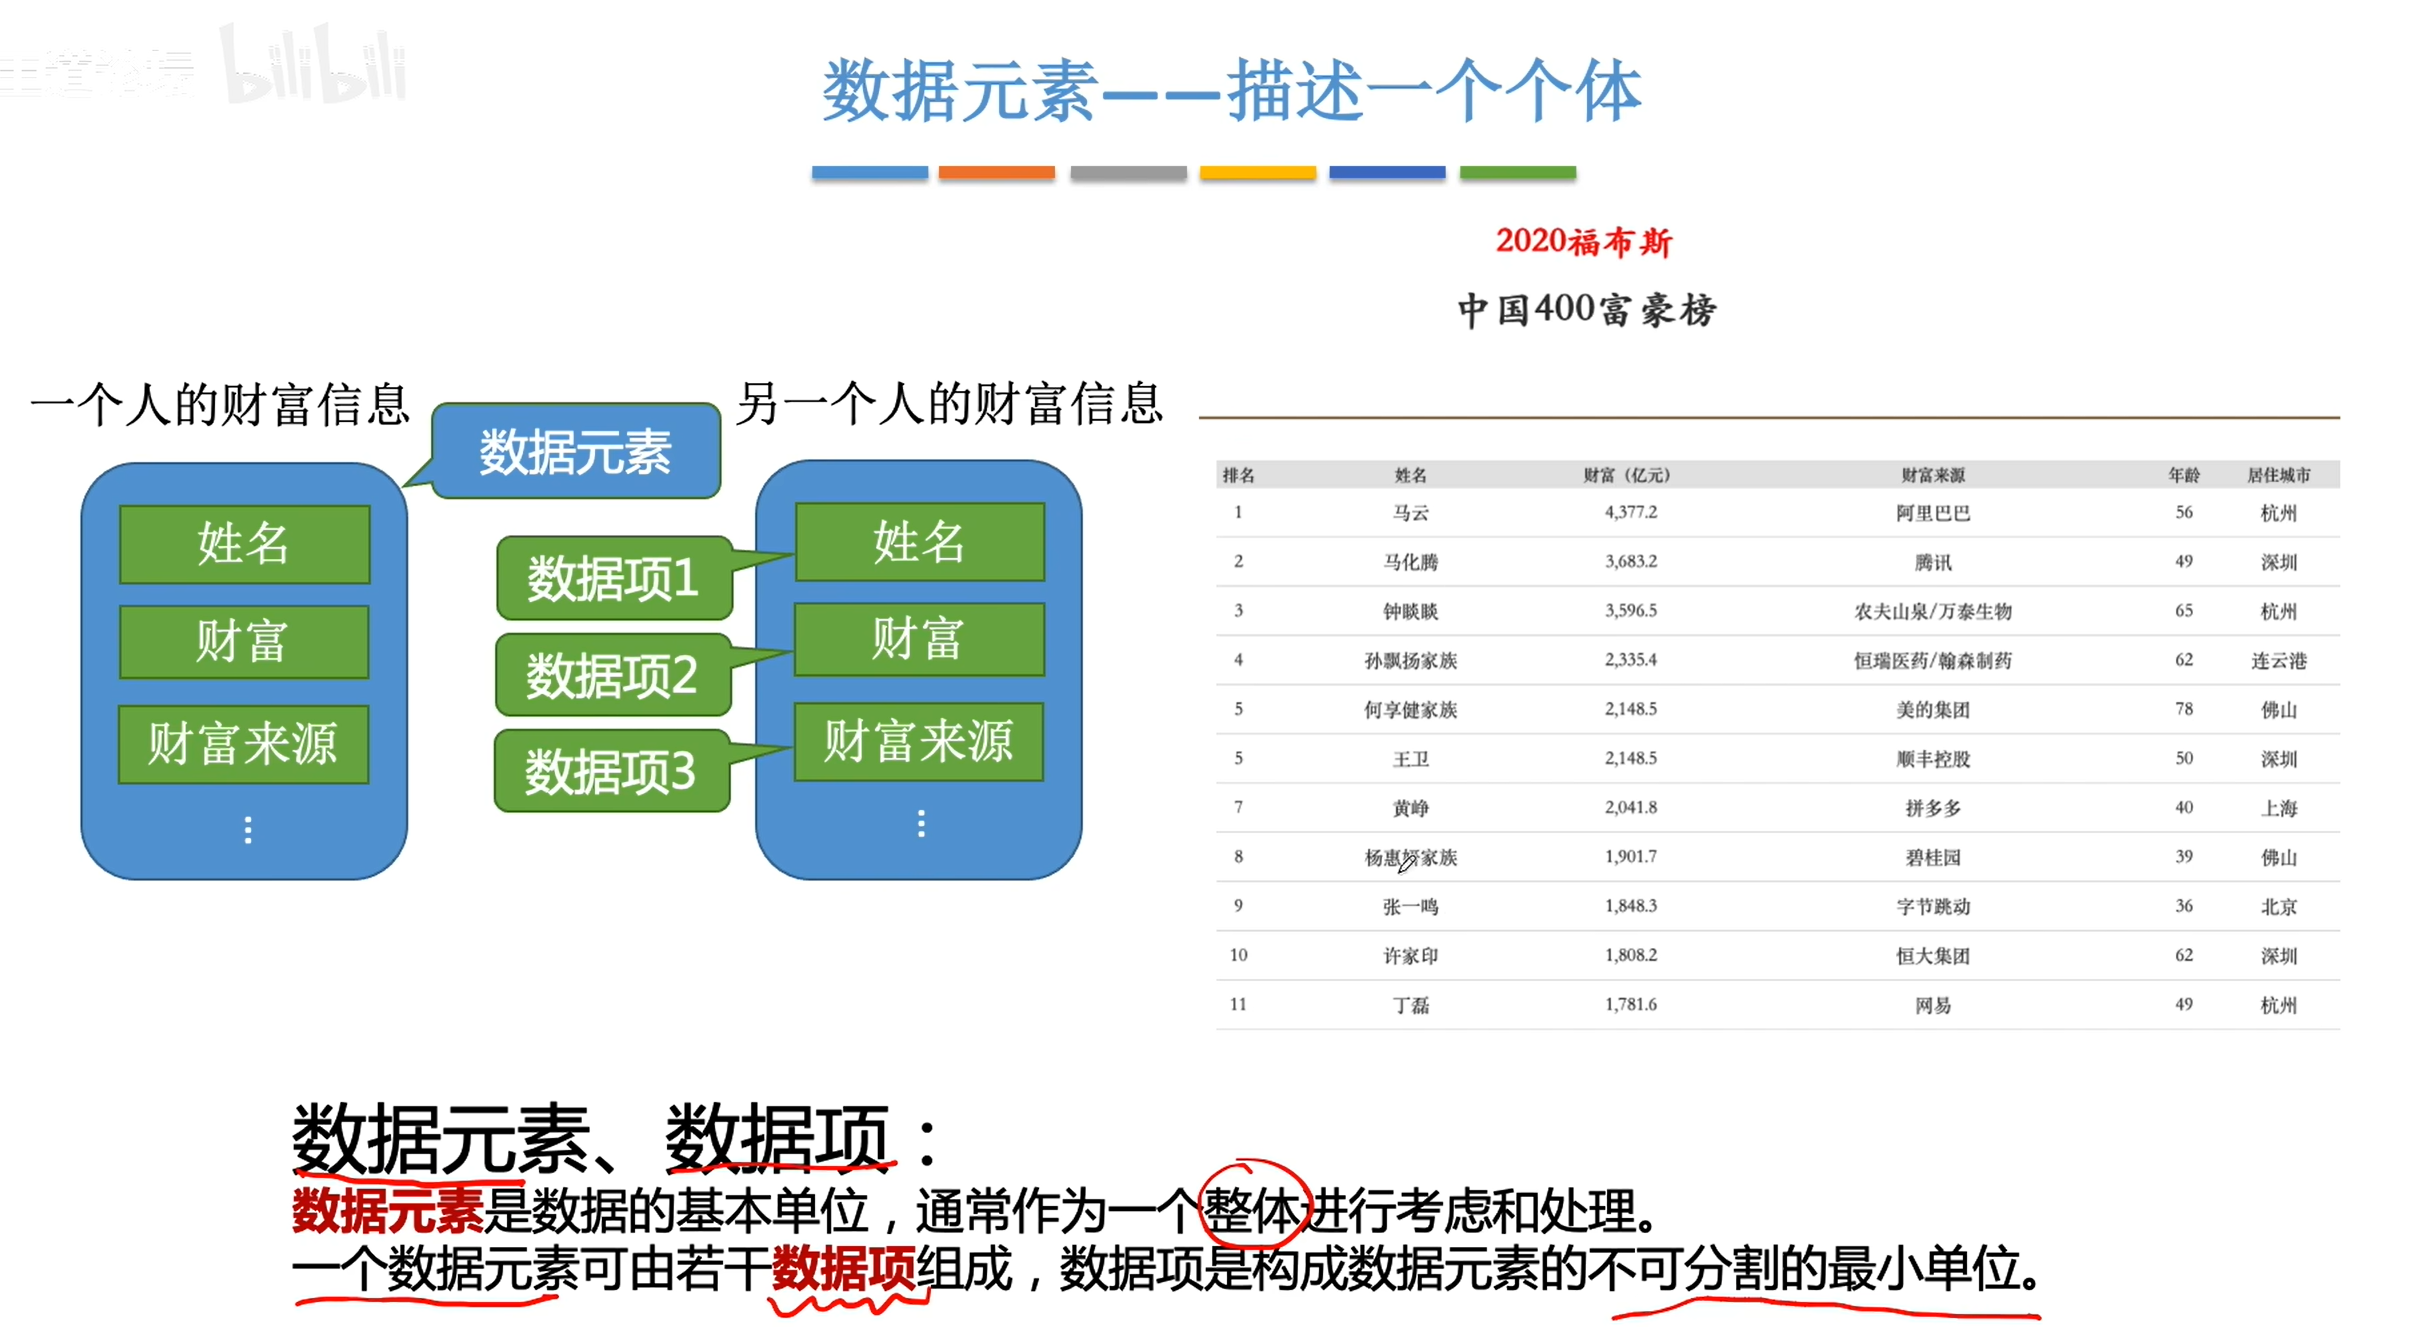 王道论坛 bilibili
数据元素——描述一个个体
2020福布斯
中国400富豪榜
一个人的财富信息
数据元素
姓名
财富
财富来源
⋮
另一个人的财富信息
数据项1
数据项2
数据项3
姓名
财富
财富来源
⋮
排名 姓名 财富（亿元） 财富来源 年龄 居住城市
1 马云 4,377.2 阿里巴巴 56 杭州
2 马化腾 3,683.2 腾讯 49 深圳
3 钟睒睒 3,596.5 农夫山泉/万泰生物 65 杭州
4 孙飘扬家族 2,335.4 恒瑞医药/翰森制药 62 连云港
5 何享健家族 2,148.5 美的集团 78 佛山
5 王卫 2,148.5 顺丰控股 50 深圳
7 黄峥 2,041.8 拼多多 40 上海
8 杨惠妍家族 1,901.7 碧桂园 39 佛山
9 张一鸣 1,848.3 字节跳动 36 北京
10 许家印 1,808.2 恒大集团 62 深圳
11 丁磊 1,781.6 网易 49 杭州
数据元素、数据项：
数据元素是数据的基本单位，通常作为一个整体进行考虑和处理。
一个数据元素可由若干数据项组成，数据项是构成数据元素的不可分割的最小单位。